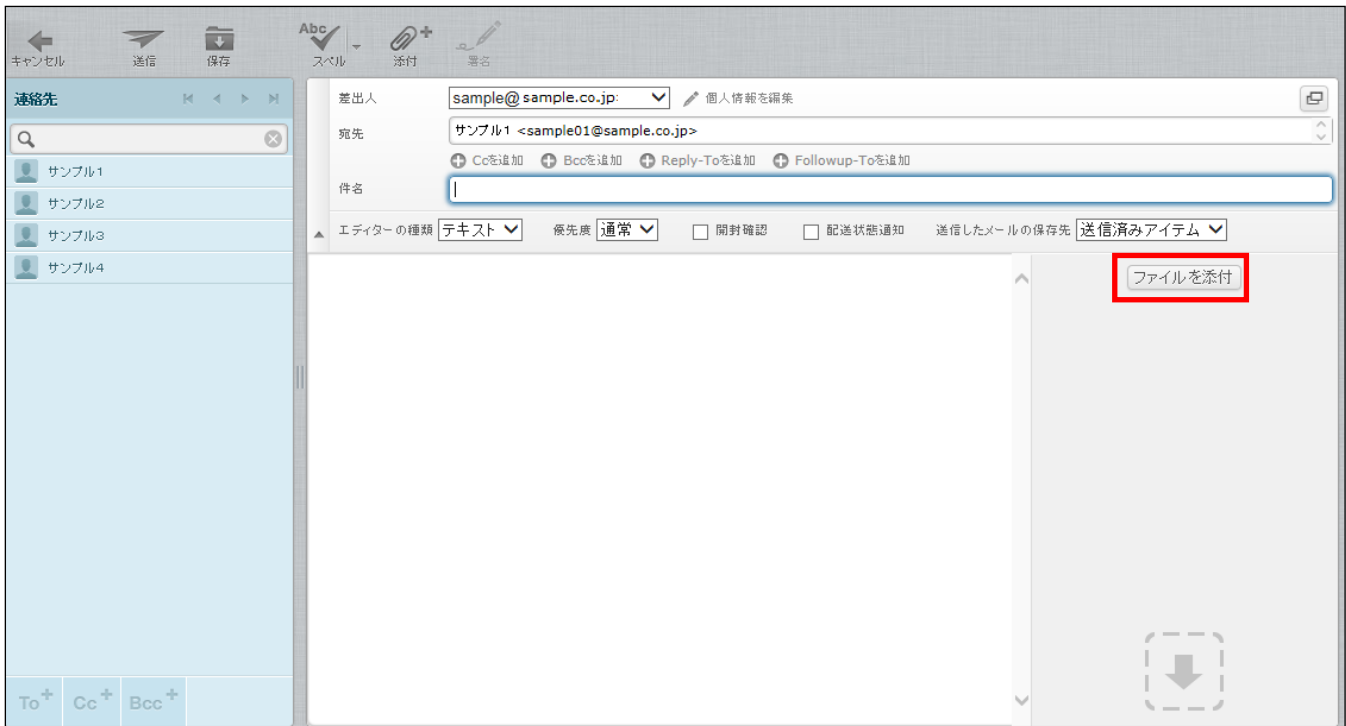 キャンセル 送信 保存 Abc スペル 添付 署名
連絡先
サンプル1
サンプル2
サンプル3
サンプル4
To+ Cc+ Bcc+
差出人 sample@sample.co.jp: 個人情報を編集
宛先 サンプル1 <sample01@sample.co.jp>
Ccを追加 Bccを追加 Reply-Toを追加 Followup-Toを追加
件名
エディターの種類 テキスト 優先度 通常 開封確認 配送状態通知 送信したメールの保存先 送信済みアイテム
ファイルを添付